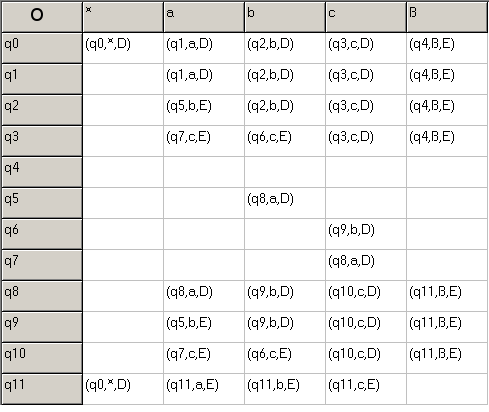 O * a b c B
q0 (q0,*,D) (q1,a,D) (q2,b,D) (q3,c,D) (q4,B,E)
q1 (q1,a,D) (q2,b,D) (q3,c,D) (q4,B,E)
q2 (q5,b,E) (q2,b,D) (q3,c,D) (q4,B,E)
q3 (q7,c,E) (q6,c,E) (q3,c,D) (q4,B,E)
q4
q5 (q8,a,D)
q6 (q9,b,D)
q7 (q8,a,D)
q8 (q8,a,D) (q9,b,D) (q10,c,D) (q11,B,E)
q9 (q5,b,E) (q9,b,D) (q10,c,D) (q11,B,E)
q10 (q7,c,E) (q6,c,E) (q10,c,D) (q11,B,E)
q11 (q0,*,D) (q11,a,E) (q11,b,E) (q11,c,E)